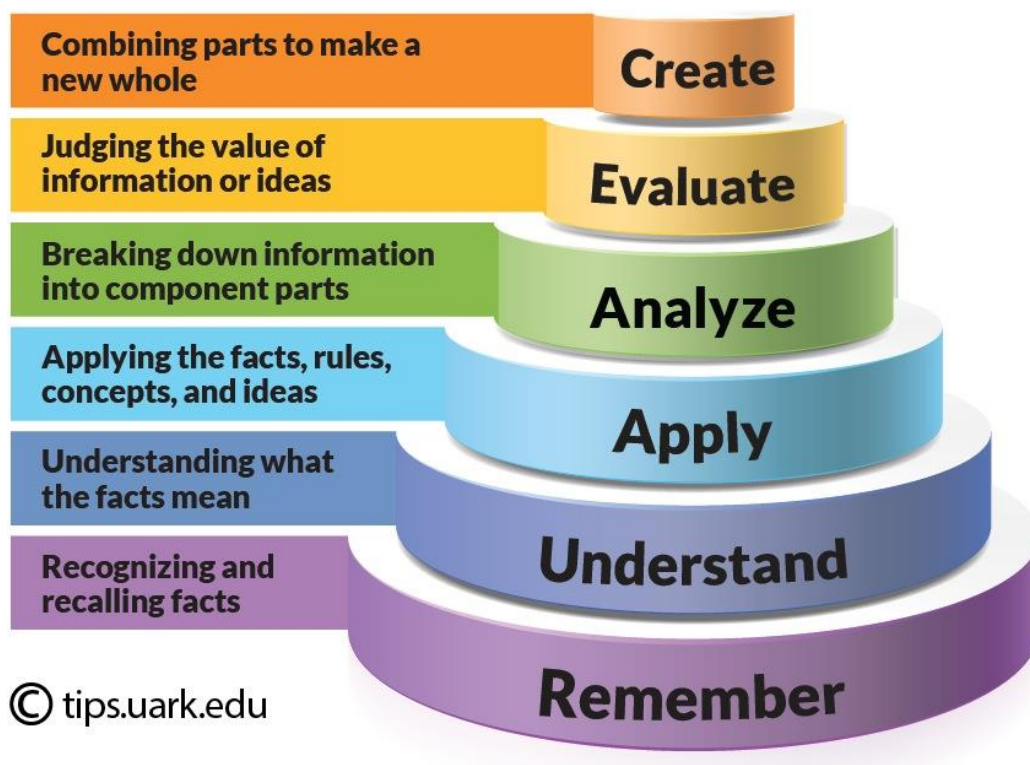 Combining parts to make a
new whole
Create
Judging the value of
information or ideas
Evaluate
Breaking down information
into component parts
Analyze
Applying the facts, rules,
concepts, and ideas
Apply
Understanding what
the facts mean
Understand
Recognizing and
recalling facts
Remember
© tips.uark.edu